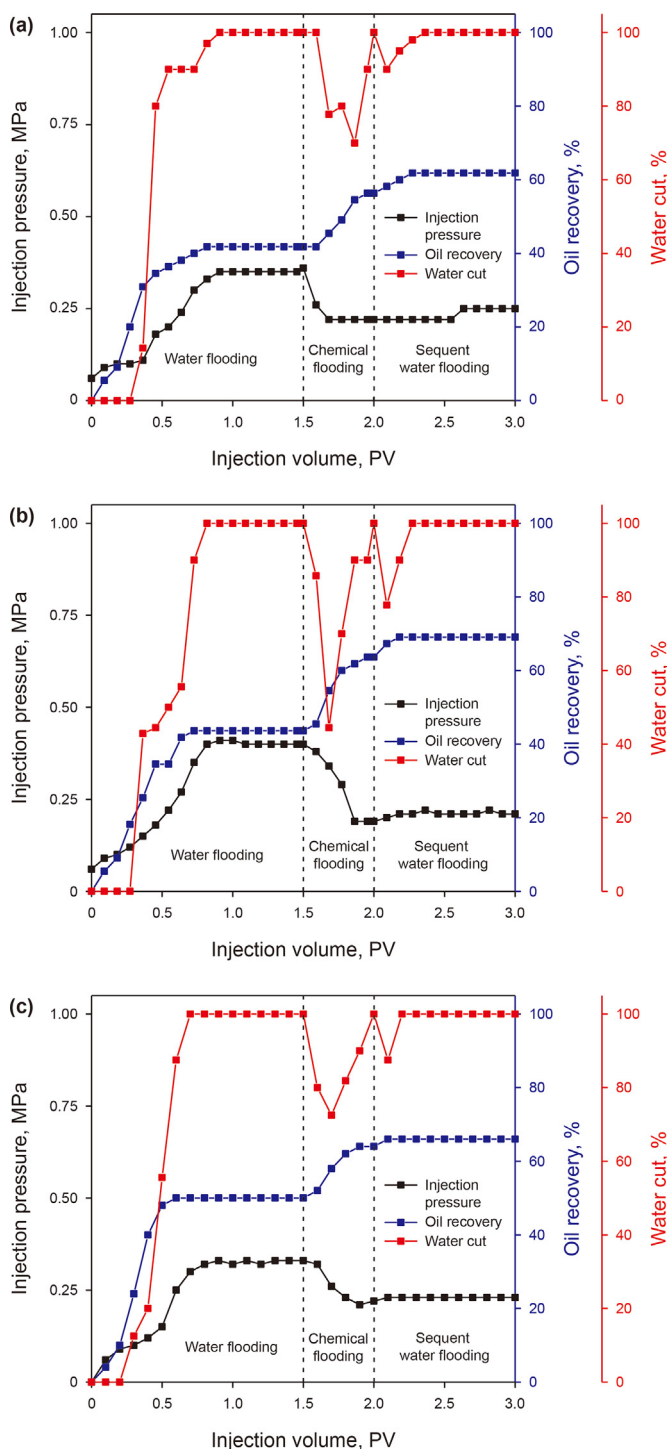 (a)
1.00
0.75
0.50
0.25
0
Injection pressure, MPa
100
80
60
40
20
0
Oil recovery, %
100
80
60
40
20
0
Water cut, %
Injection
pressure
Oil recovery
Water cut
Water flooding
Chemical
flooding
Sequent
water flooding
0
0.5
1.0
1.5
2.0
2.5
3.0
Injection volume, PV
(b)
1.00
0.75
0.50
0.25
0
Injection pressure, MPa
100
80
60
40
20
0
Oil recovery, %
100
80
60
40
20
0
Water cut, %
Injection
pressure
Oil recovery
Water cut
Water flooding
Chemical
flooding
Sequent
water flooding
0
0.5
1.0
1.5
2.0
2.5
3.0
Injection volume, PV
(c)
1.00
0.75
0.50
0.25
0
Injection pressure, MPa
100
80
60
40
20
0
Oil recovery, %
100
80
60
40
20
0
Water cut, %
Injection
pressure
Oil recovery
Water cut
Water flooding
Chemical
flooding
Sequent
water flooding
0
0.5
1.0
1.5
2.0
2.5
3.0
Injection volume, PV